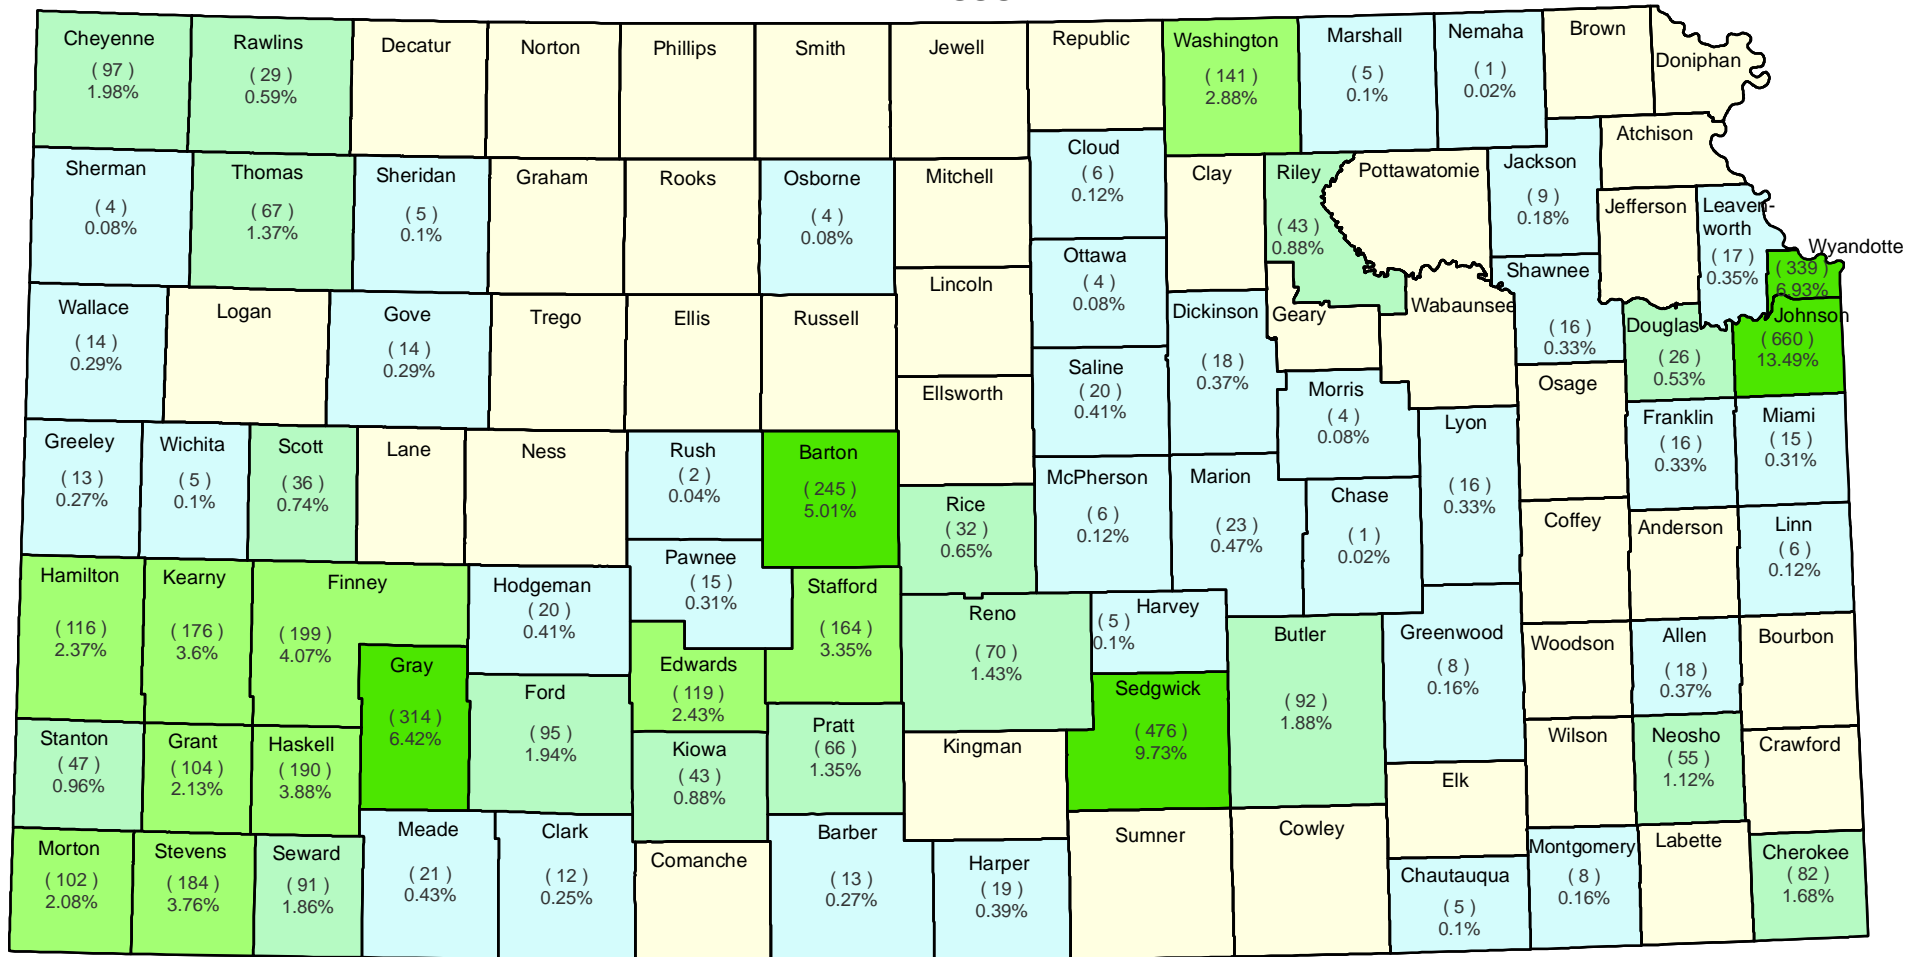 Cheyenne
( 97 )
1.98%
Rawlins
( 29 )
0.59%
Decatur
Norton
Phillips
Smith
Jewell
Republic
Washington
( 141 )
2.88%
Marshall
( 5 )
0.1%
Nemaha
( 1 )
0.02%
Brown
Doniphan
Sherman
( 4 )
0.08%
Thomas
( 67 )
1.37%
Sheridan
( 5 )
0.1%
Graham
Rooks
Osborne
( 4 )
0.08%
Mitchell
Cloud
( 6 )
0.12%
Clay
Riley
( 43 )
0.88%
Pottawatomie
Jackson
( 9 )
0.18%
Atchison
Jefferson
Leaven-
worth
( 17 )
0.35%
Wyandotte
( 339 )
6.93%
Wallace
( 14 )
0.29%
Logan
Gove
( 14 )
0.29%
Trego
Ellis
Russell
Lincoln
Ottawa
( 4 )
0.08%
Dickinson
( 18 )
0.37%
Geary
Wabaunsee
Shawnee
( 16 )
0.33%
Douglas
( 26 )
0.53%
Johnson
( 660 )
13.49%
Ellsworth
Saline
( 20 )
0.41%
Morris
( 4 )
0.08%
Osage
Franklin
( 16 )
0.33%
Miami
( 15 )
0.31%
Greeley
( 13 )
0.27%
Wichita
( 5 )
0.1%
Scott
( 36 )
0.74%
Lane
Ness
Rush
( 2 )
0.04%
Barton
( 245 )
5.01%
Rice
( 32 )
0.65%
McPherson
( 6 )
0.12%
Marion
( 23 )
0.47%
Chase
( 1 )
0.02%
Lyon
( 16 )
0.33%
Coffey
Anderson
Linn
( 6 )
0.12%
Hamilton
( 116 )
2.37%
Kearny
( 176 )
3.6%
Finney
( 199 )
4.07%
Hodgeman
( 20 )
0.41%
Pawnee
( 15 )
0.31%
Stafford
( 164 )
3.35%
Reno
( 70 )
1.43%
Harvey
( 5 )
0.1%
Butler
( 92 )
1.88%
Greenwood
( 8 )
0.16%
Woodson
Allen
( 18 )
0.37%
Bourbon
Gray
( 314 )
6.42%
Ford
( 95 )
1.94%
Edwards
( 119 )
2.43%
Sedgwick
( 476 )
9.73%
Stanton
( 47 )
0.96%
Grant
( 104 )
2.13%
Haskell
( 190 )
3.88%
Kiowa
( 43 )
0.88%
Pratt
( 66 )
1.35%
Kingman
Elk
Wilson
Neosho
( 55 )
1.12%
Crawford
Morton
( 102 )
2.08%
Stevens
( 184 )
3.76%
Seward
( 91 )
1.86%
Meade
( 21 )
0.43%
Clark
( 12 )
0.25%
Comanche
Barber
( 13 )
0.27%
Harper
( 19 )
0.39%
Sumner
Cowley
Chautauqua
( 5 )
0.1%
Montgomery
( 8 )
0.16%
Labette
Cherokee
( 82 )
1.68%